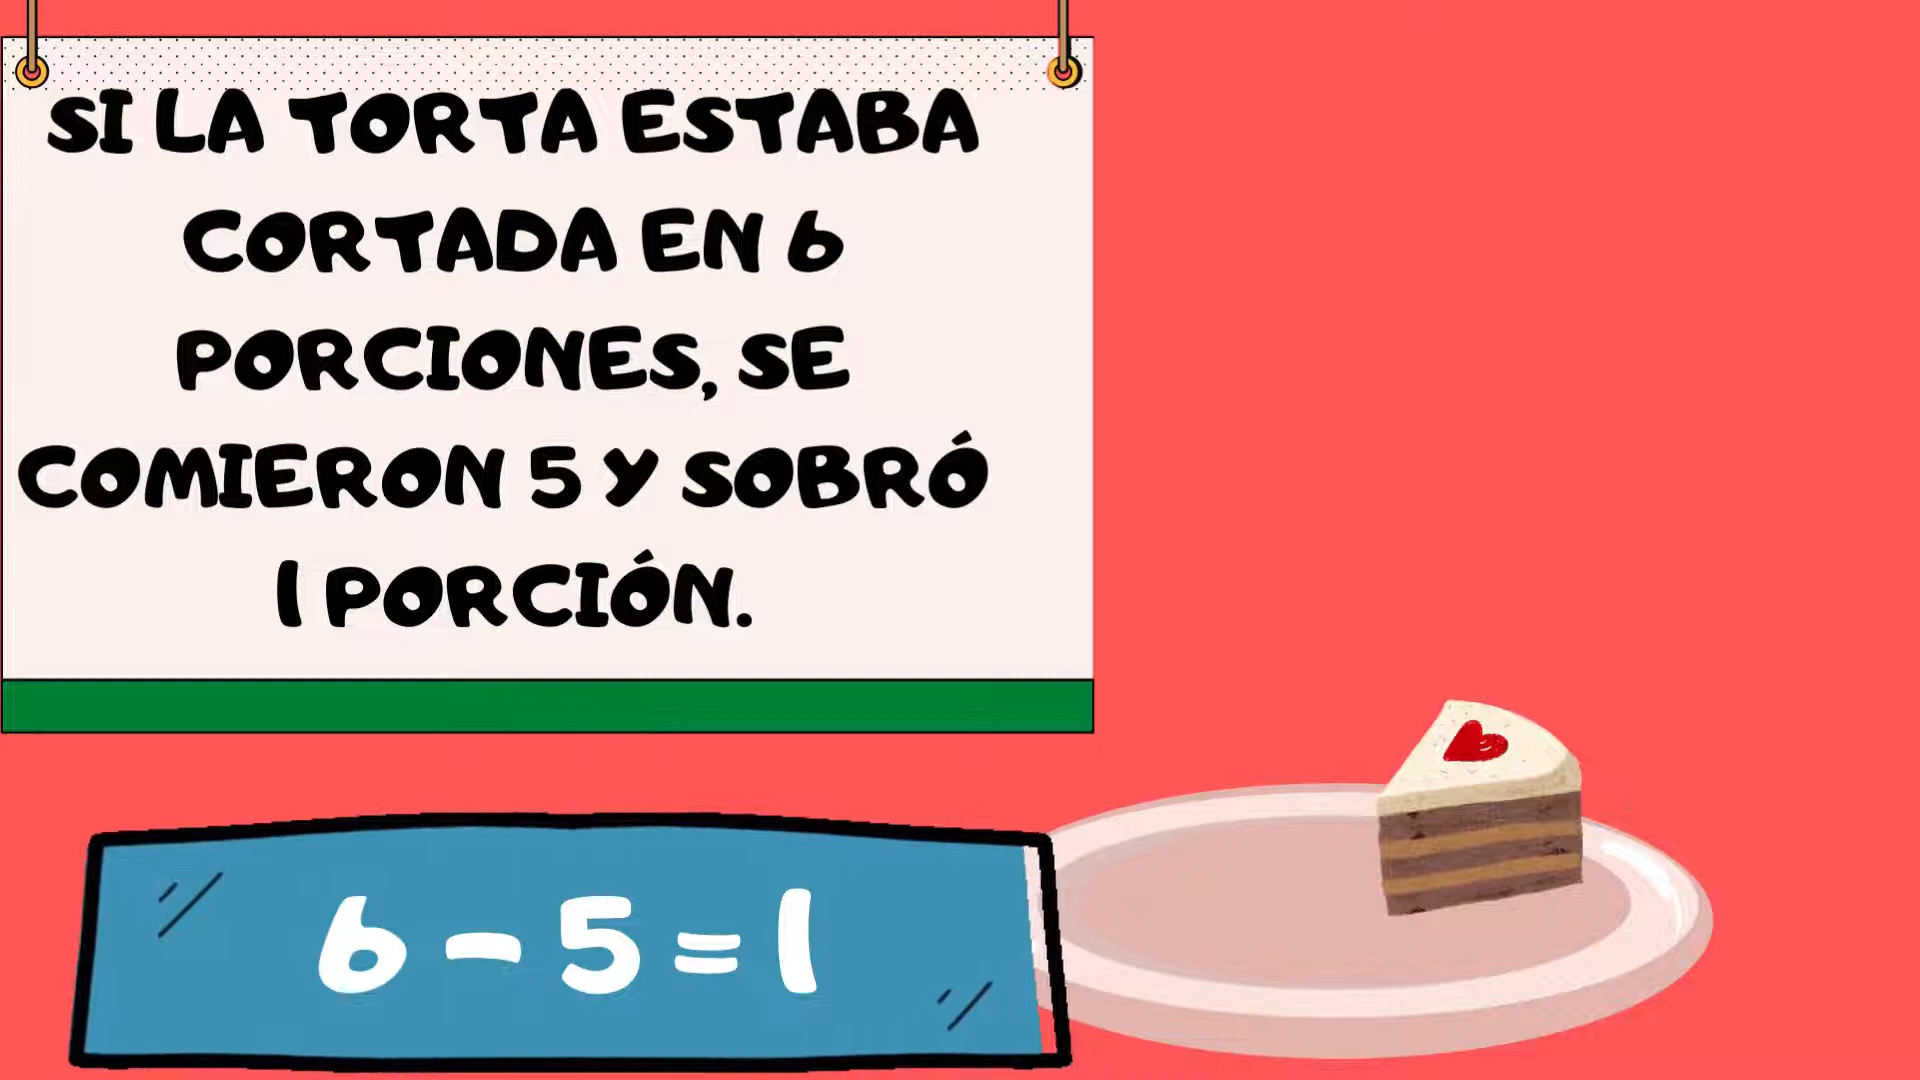 SI LA TORTA ESTABA
CORTADA EN 6
PORCIONES, SE
COMIERON 5 Y SOBRÓ
1 PORCIÓN.
6 - 5 = 1